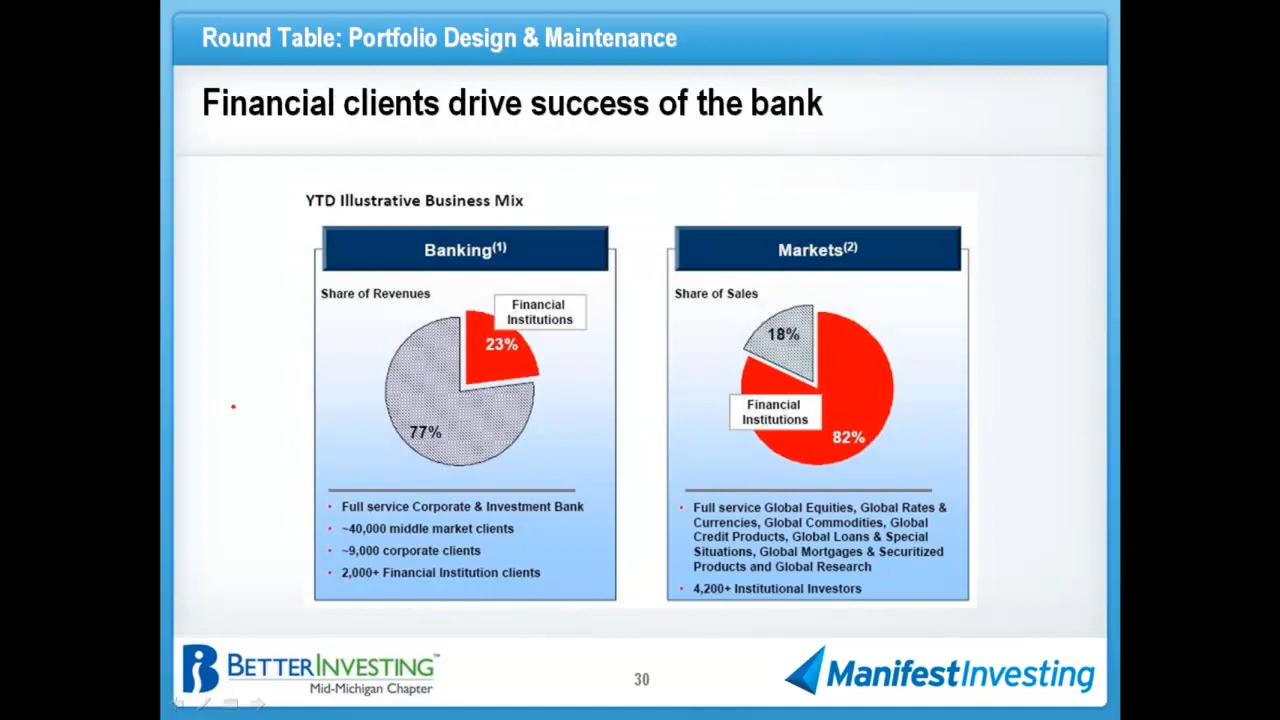 Round Table: Portfolio Design & Maintenance
Financial clients drive success of the bank
YTD Illustrative Business Mix
Banking(1)
Share of Revenues
Financial
Institutions
23%
77%
• Full service Corporate & Investment Bank
• ~40,000 middle market clients
• ~9,000 corporate clients
• 2,000+ Financial Institution clients
Markets(2)
Share of Sales
18%
Financial
Institutions
82%
• Full service Global Equities, Global Rates &
Currencies, Global Commodities, Global
Credit Products, Global Loans & Special
Situations, Global Mortgages & Securitized
Products and Global Research
• 4,200+ Institutional Investors
BETTERINVESTING™
Mid-Michigan Chapter
30
ManifestInvesting